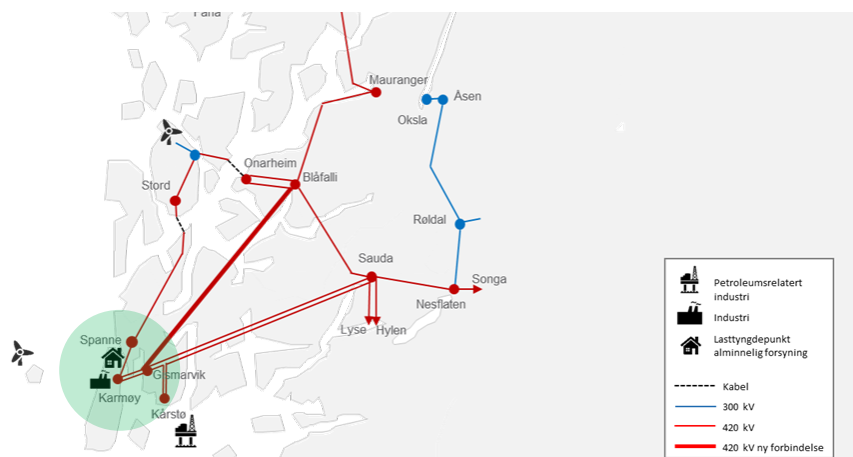 Fana
Mauranger
Åsen
Oksla
Onarheim
Blåfalli
Stord
Røldal
Sauda
Songa
Nesflaten
Lyse
Hylen
Spanne
Gismarvik
Karmøy
Kårstø
Petroleumsrelatert
industri
Industri
Lasttyngdepunkt
alminnelig forsyning
Kabel
300 kV
420 kV
420 kV ny forbindelse